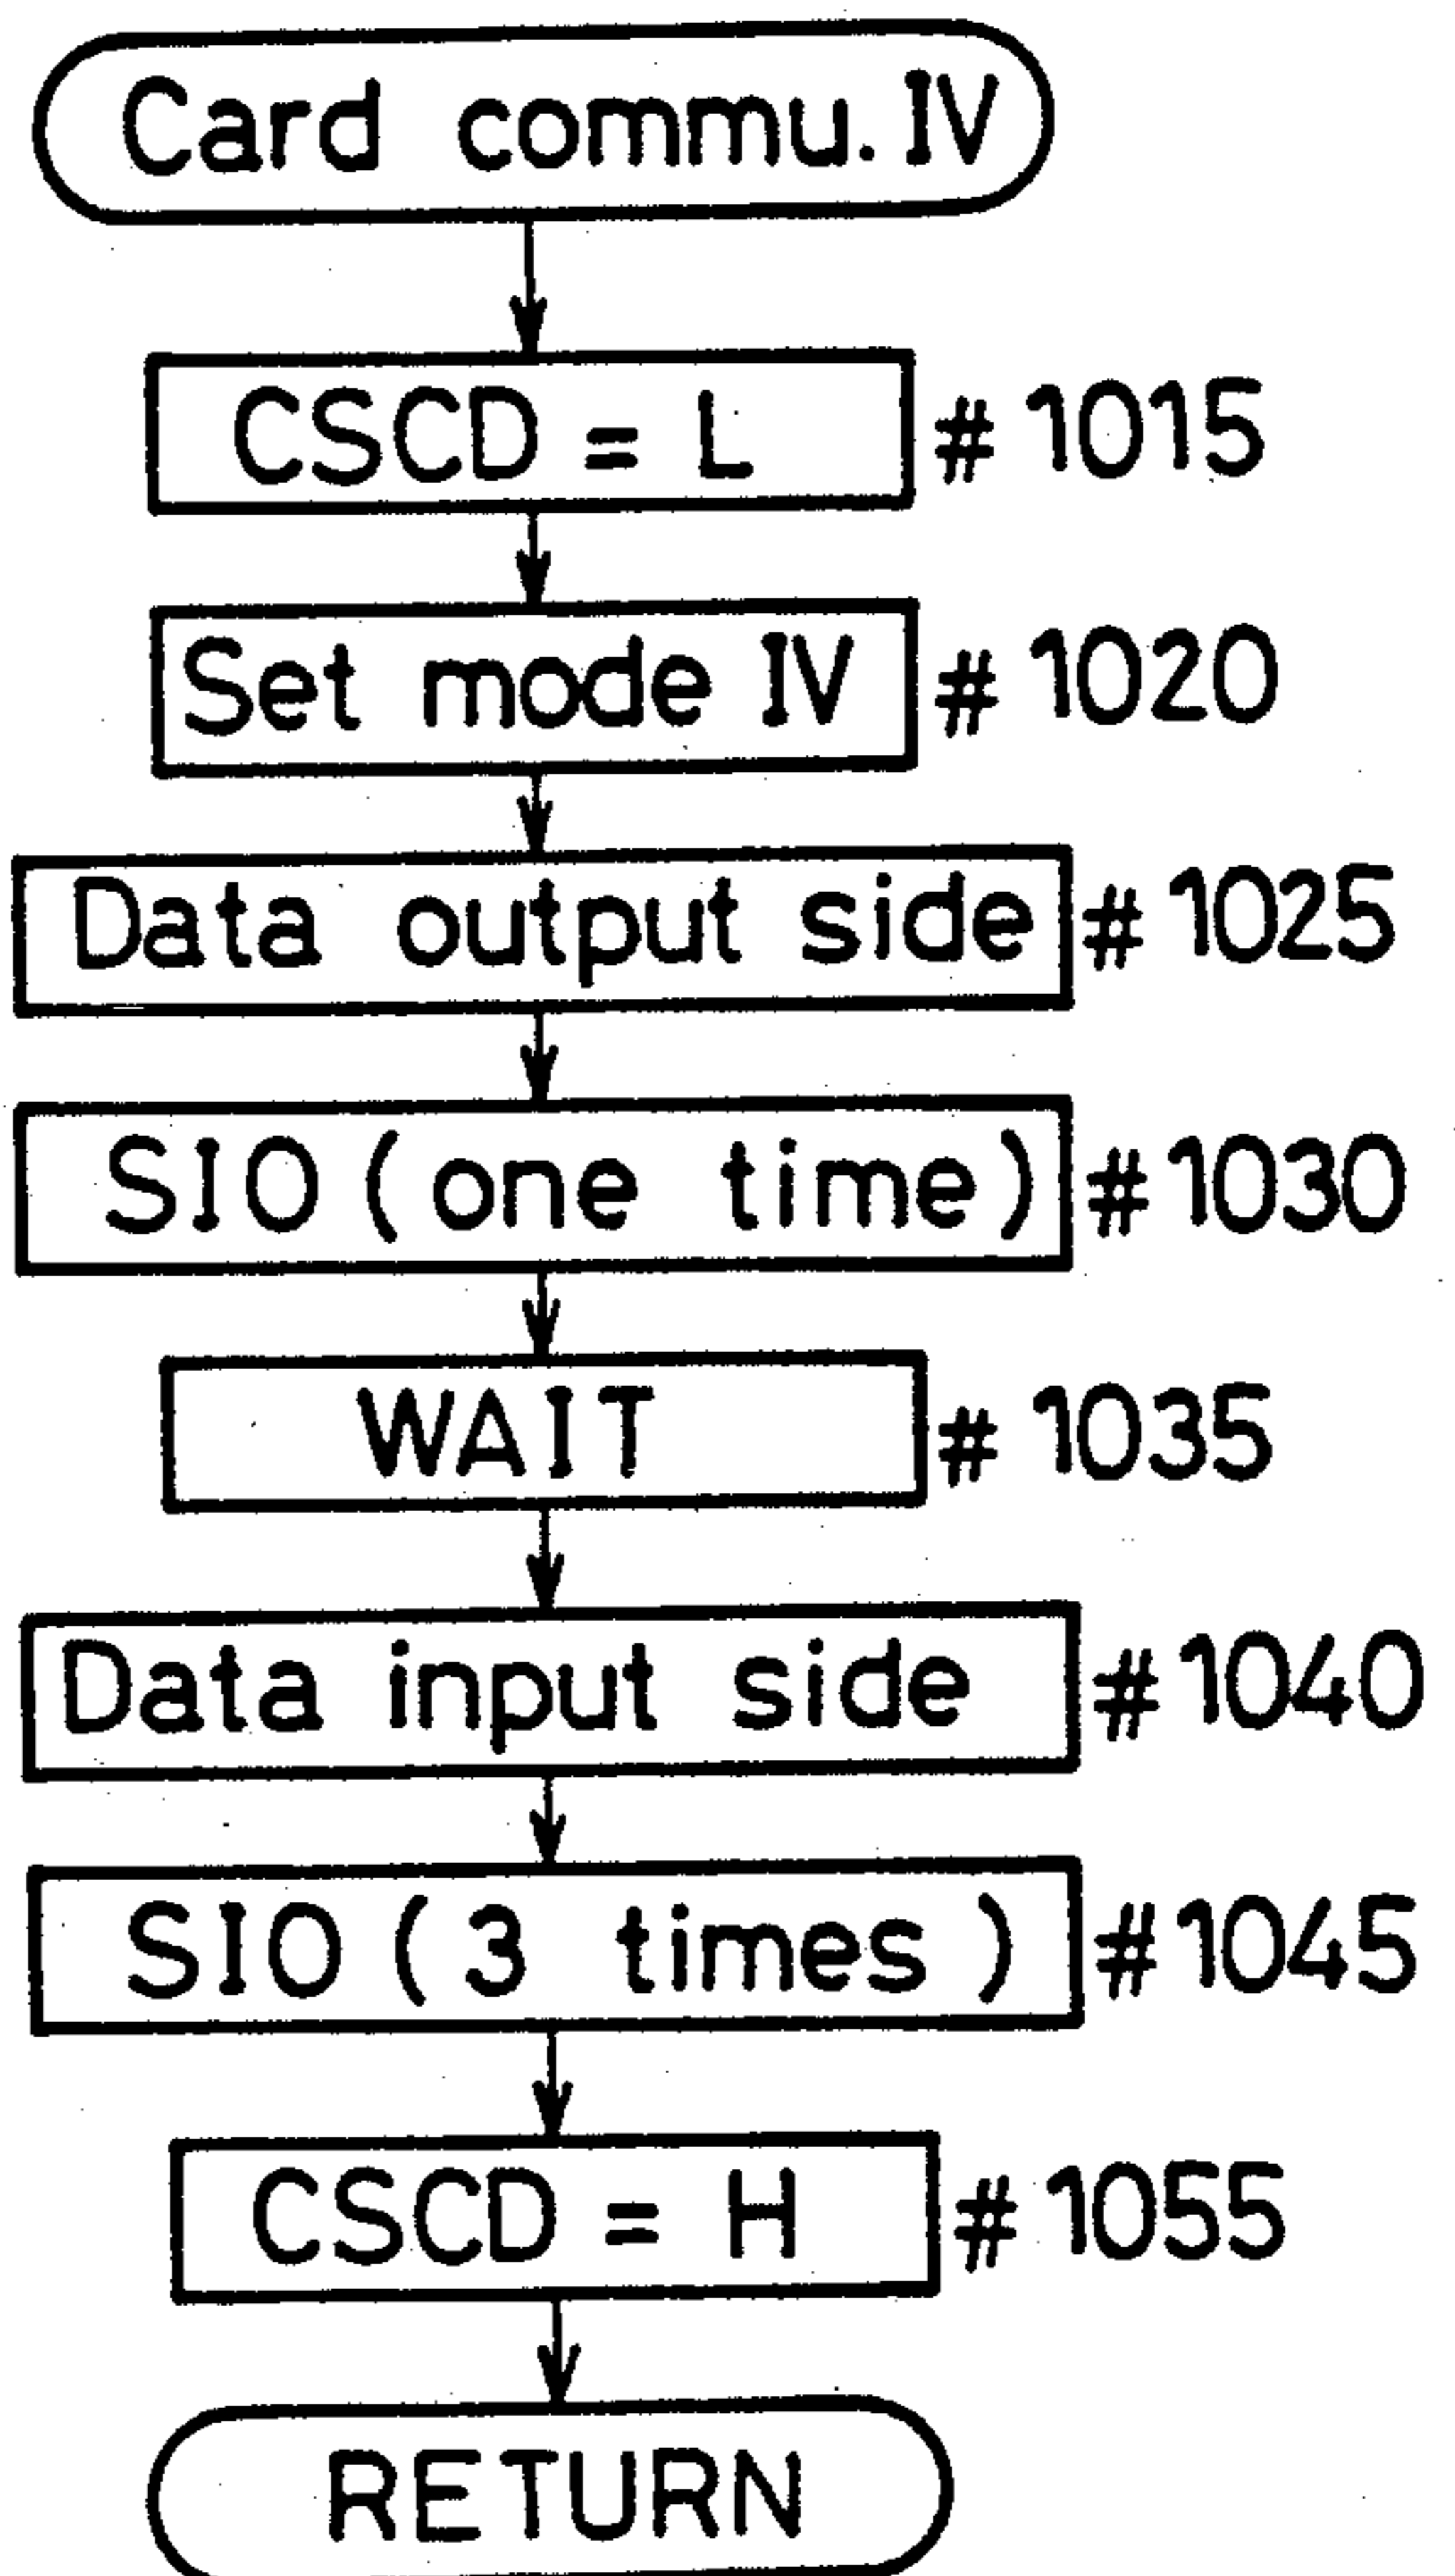 Card commu. IV
CSCD = L #1015
Set mode IV #1020
Data output side #1025
SIO (one time) #1030
WAIT #1035
Data input side #1040
SIO (3 times) #1045
CSCD = H #1055
RETURN